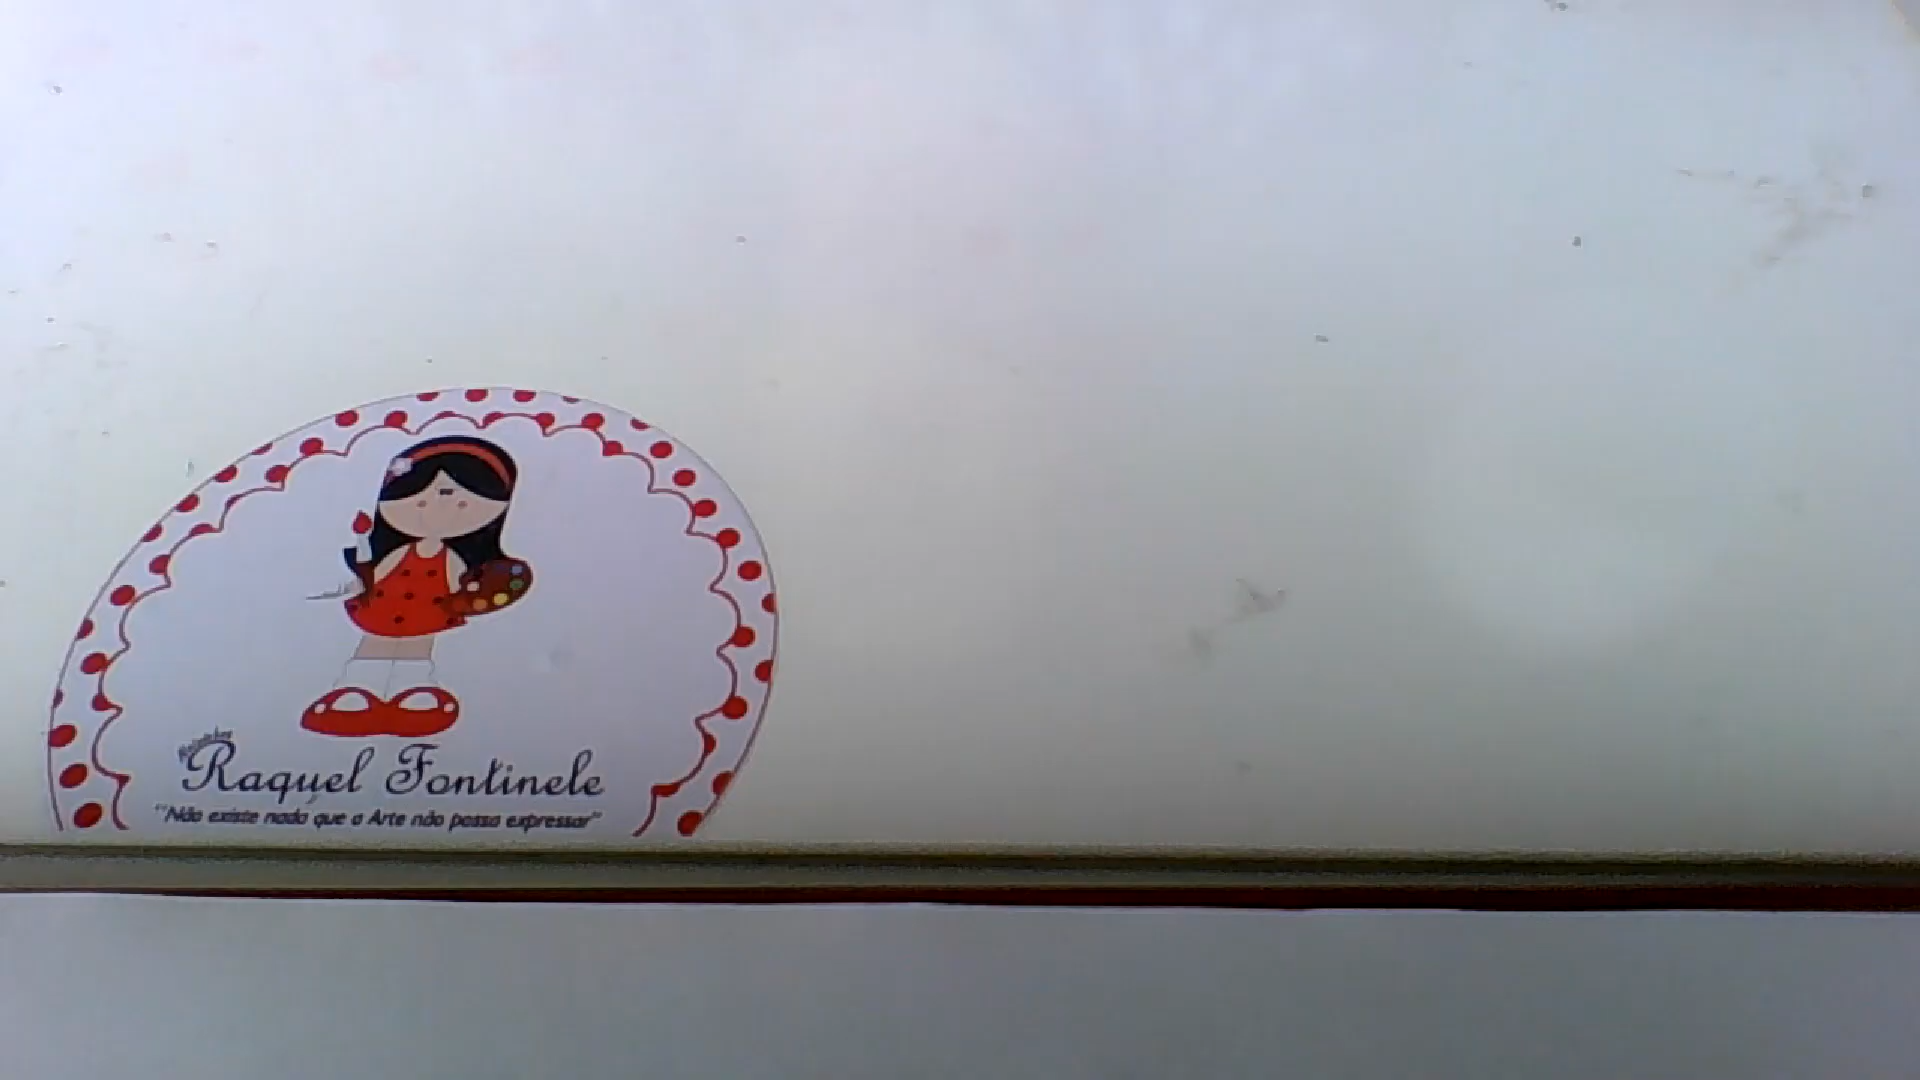 Raquel Fontinele
"Não existe nada que a Arte não possa expressar"